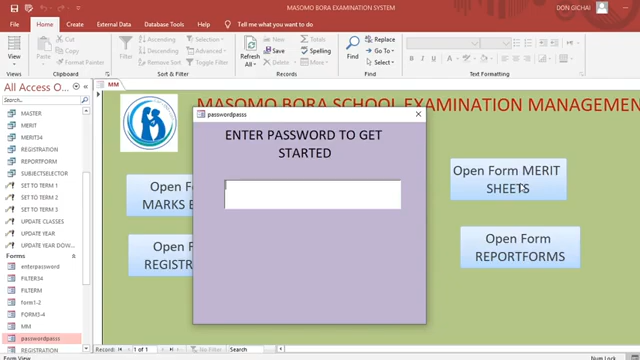 MASOMO BORA EXAMINATION SYSTEM
DON GICHAI
File Home Create External Data Database Tools Tell me what you want to do
View
Paste
Cut
Copy
Format Painter
Filter
Ascending
Descending
Remove Sort
Selection
Advanced
Toggle Filter
Refresh All
New
Save
Delete
Totals
Spelling
More
Find
Replace
Go To
Select
Views Clipboard Sort & Filter Records Find Text Formatting
All Access O...
Search...
MASTER
MERIT
MERIT34
REGISTRATION
REPORTFORM
SUBJECTSELECTOR
SET TO TERM 1
SET TO TERM 2
SET TO TERM 3
UPDATE CLASSES
UPDATE YEAR
UPDATE YEAR DOW...
Forms
enterpassword
FILTER34
FILTERM
form1-2
FORM3-4
MM
passwordpasss
REGISTRATION
MM
MASOMO BORA SCHOOL EXAMINATION MANAGEMEN
Open Fo
MARKS E
Open Fo
REGISTR
Open Form MERIT
SHEETS
Open Form
REPORTFORMS
passwordpasss
ENTER PASSWORD TO GET
STARTED
Record: 1 of 1 No Filter Search
Form View
Num Lock